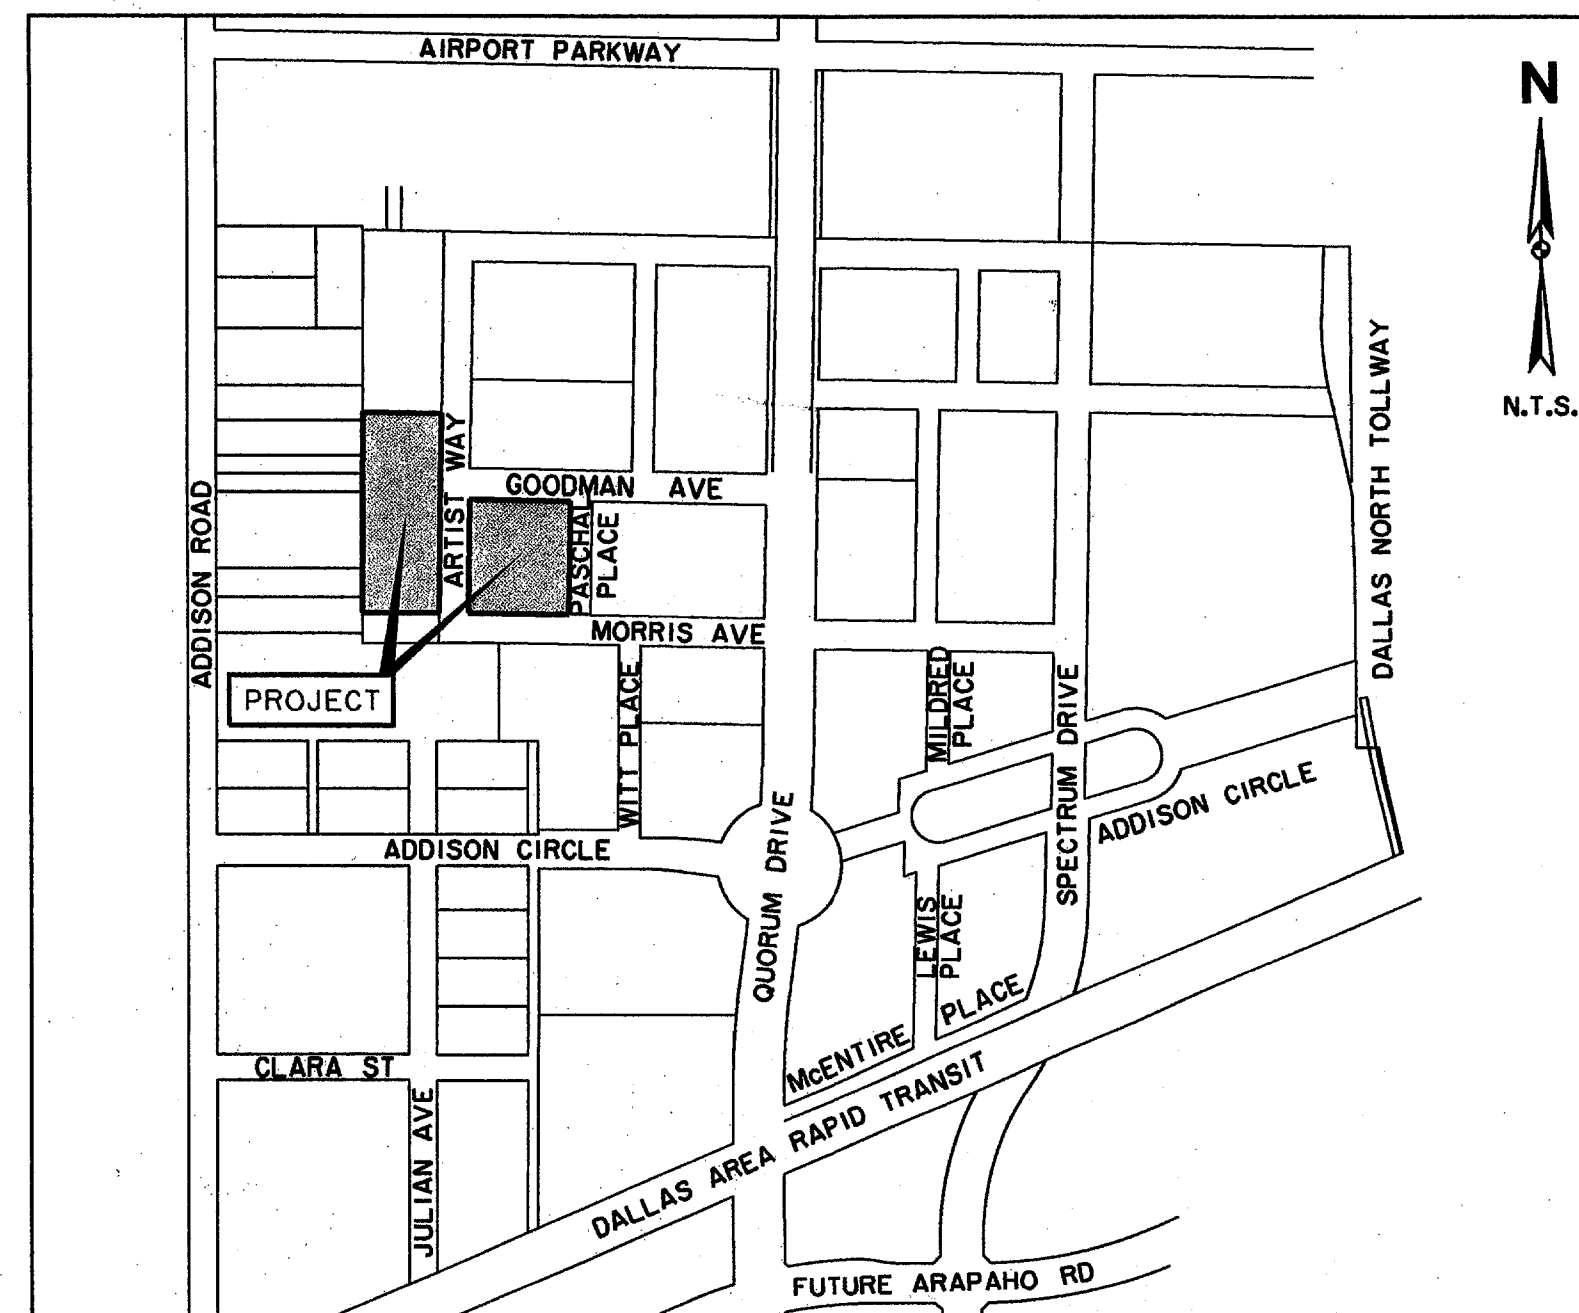 AIRPORT PARKWAY
N
N.T.S.
DALLAS NORTH TOLLWAY
ADDISON ROAD
ARTIST WAY
GOODMAN AVE
PASCHAL
PLACE
MORRIS AVE
PROJECT
WITT PLACE
MILDRED
PLACE
SPECTRUM DRIVE
ADDISON CIRCLE
ADDISON CIRCLE
QUORUM DRIVE
LEWIS
PLACE
McENTIRE PLACE
CLARA ST
JULIAN AVE
DALLAS AREA RAPID TRANSIT
FUTURE ARAPAHO RD